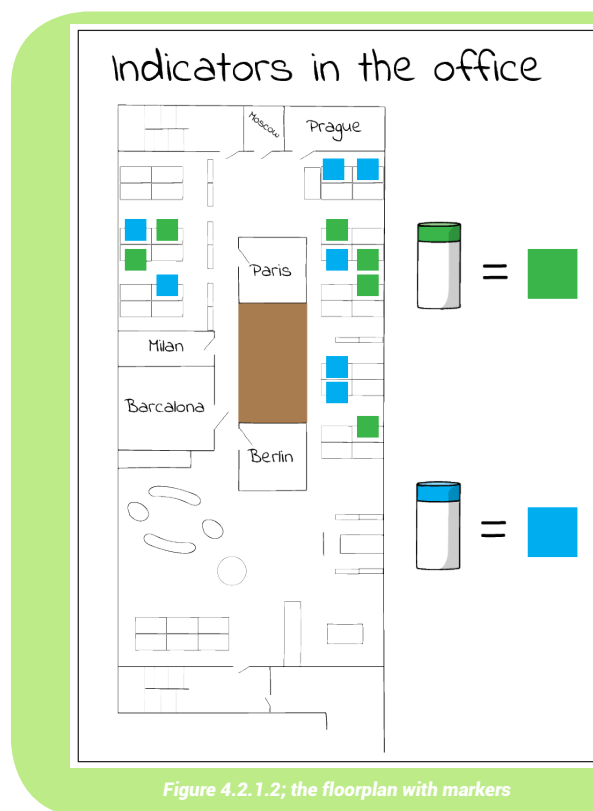 Indicators in the office
Moscow
Prague
Paris
=
Milan
Barcalona
Berlin
=
Figure 4.2.1.2; the floorplan with markers